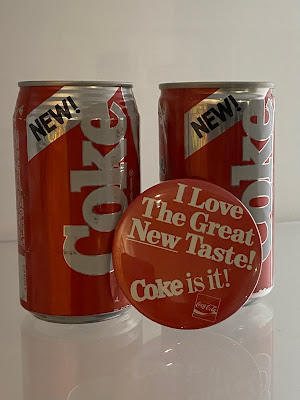 NEW!
Coke
NEW!
Coke
I Love
The Great
New Taste!
Coke is it!
Coca-Cola